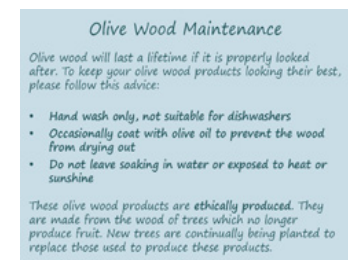 Olive Wood Maintenance
Olive wood will last a lifetime if it is properly looked
after. To keep your olive wood products looking their best,
please follow this advice:
• Hand wash only, not suitable for dishwashers
• Occasionally coat with olive oil to prevent the wood
from drying out
• Do not leave soaking in water or exposed to heat or
sunshine
These olive wood products are ethically produced. They
are made from the wood of trees which no longer
produce fruit. New trees are continually being planted to
replace those used to produce these products.